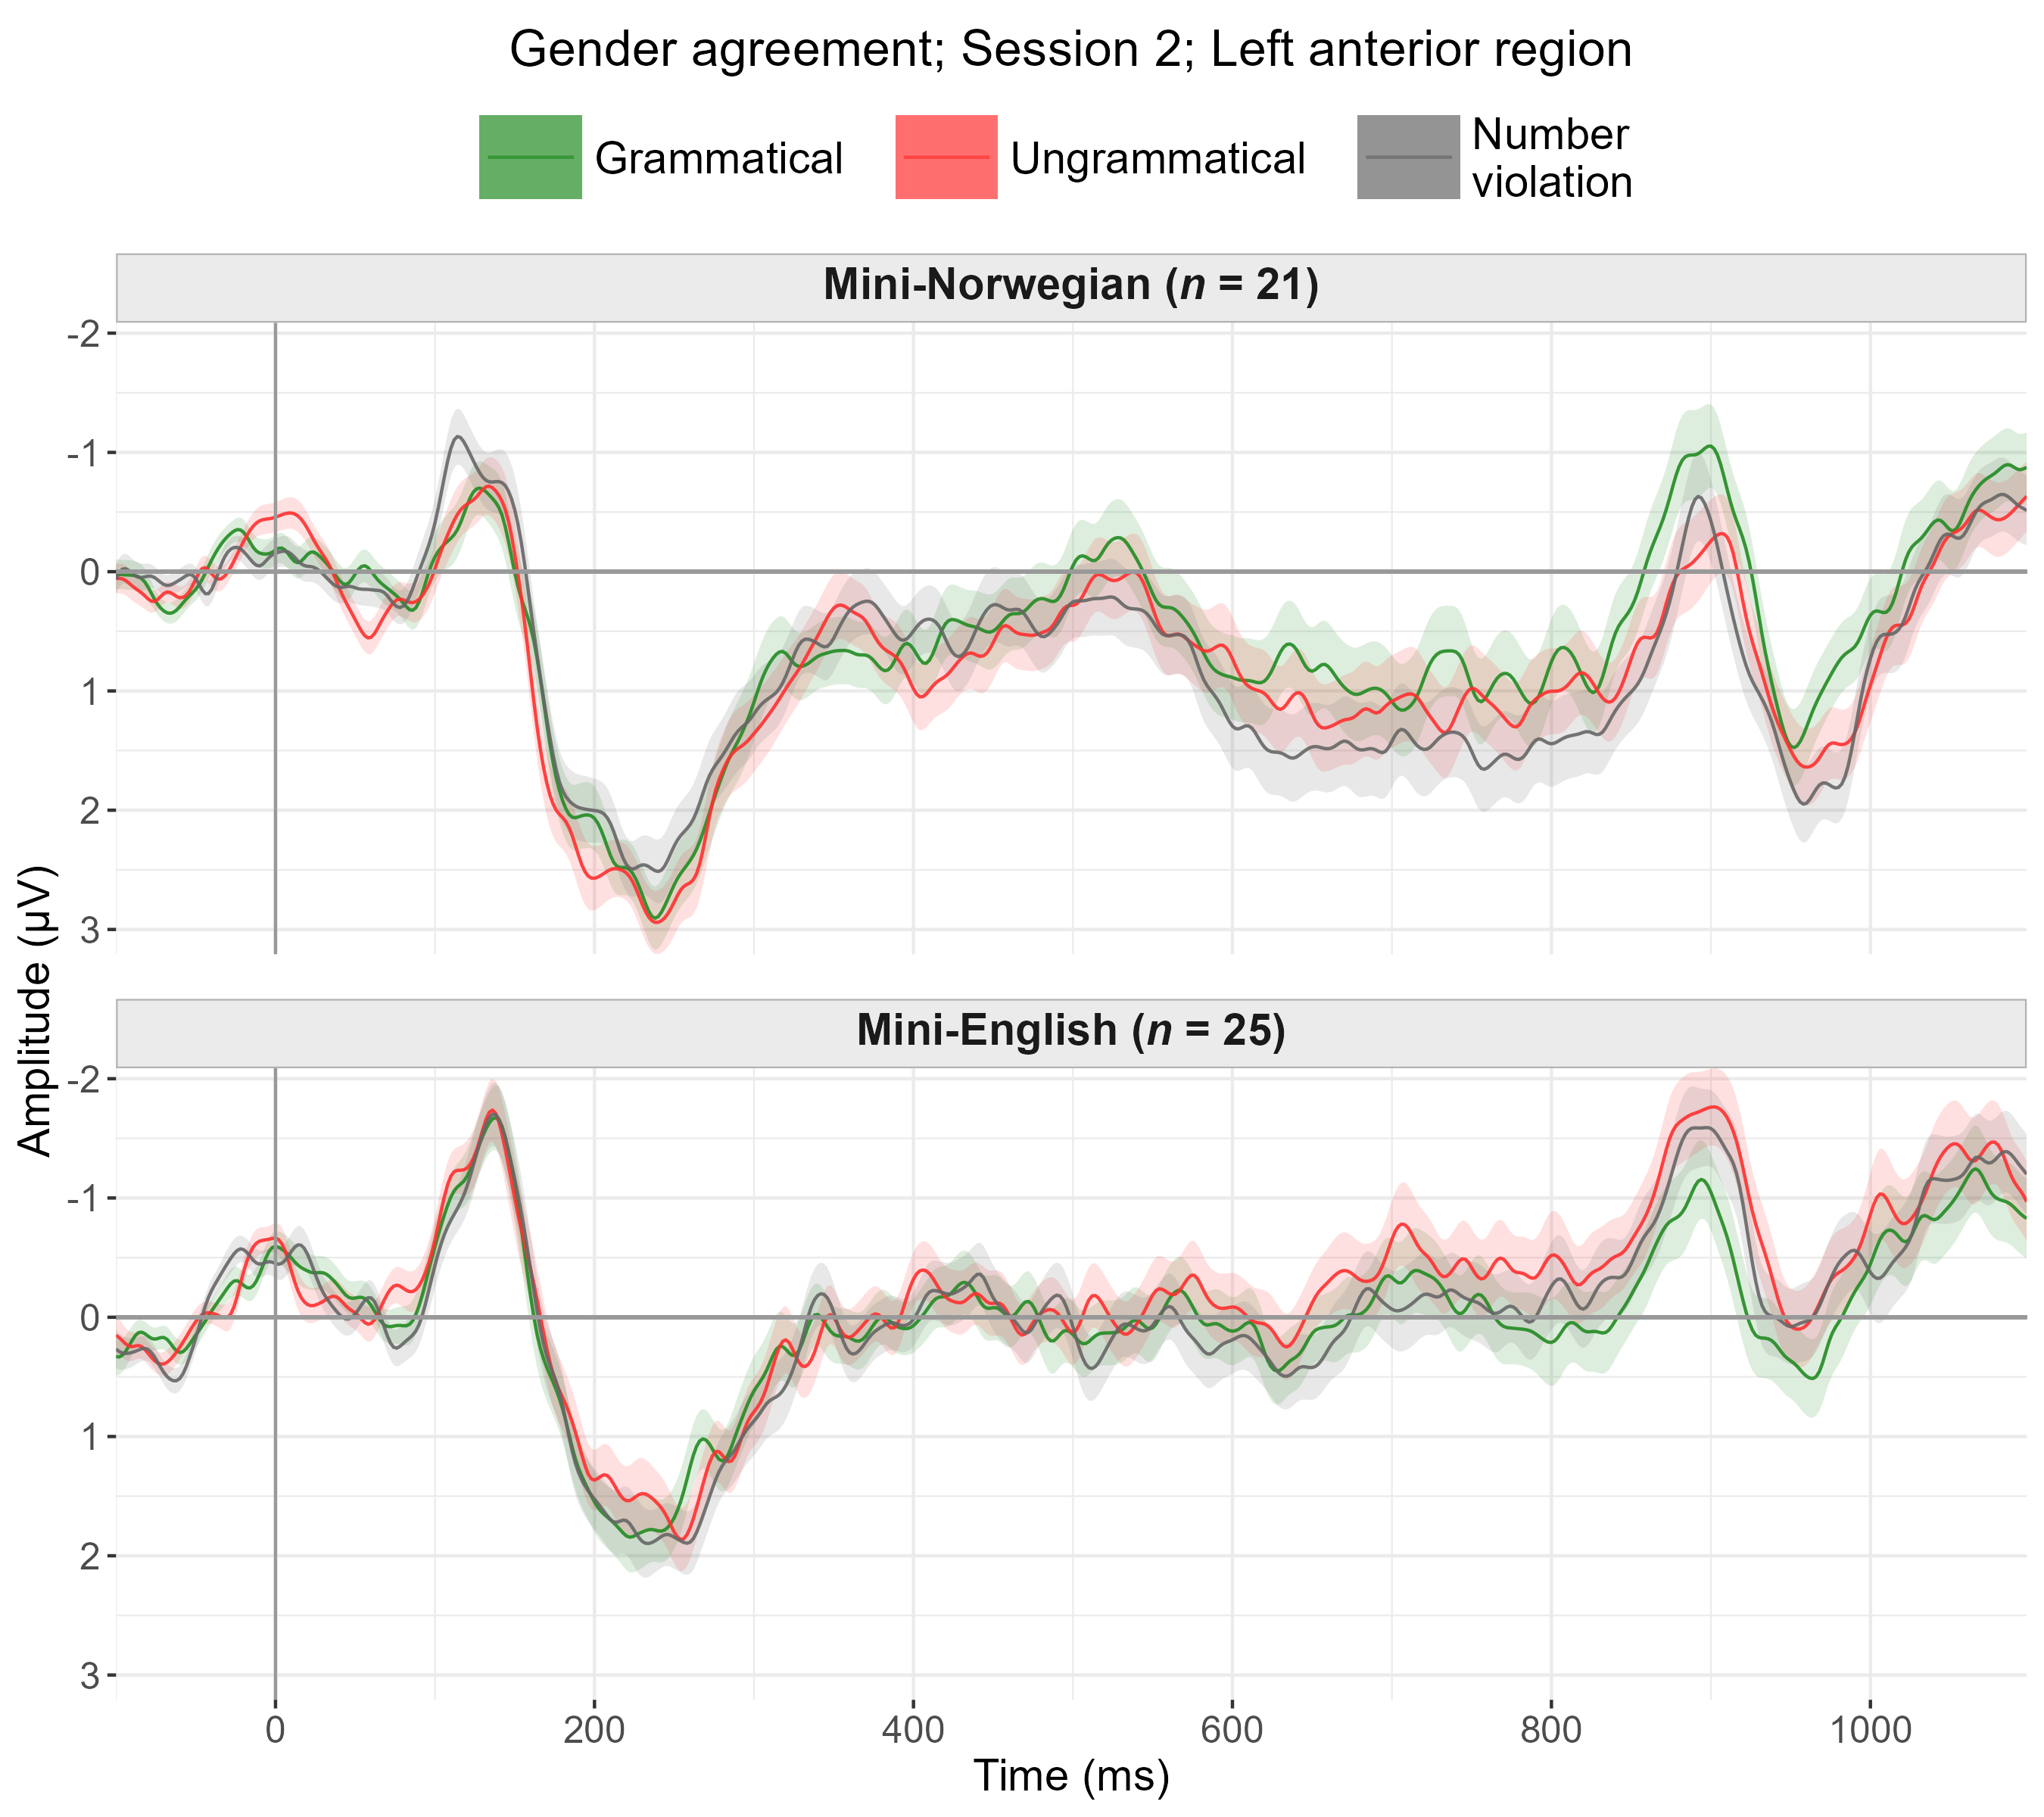 Gender agreement; Session 2; Left anterior region
Grammatical
Ungrammatical
Number
violation
Mini-Norwegian (n = 21)
-2
-1
0
1
2
3
Mini-English (n = 25)
-2
-1
0
1
2
3
Amplitude (µV)
0 200 400 600 800 1000
Time (ms)